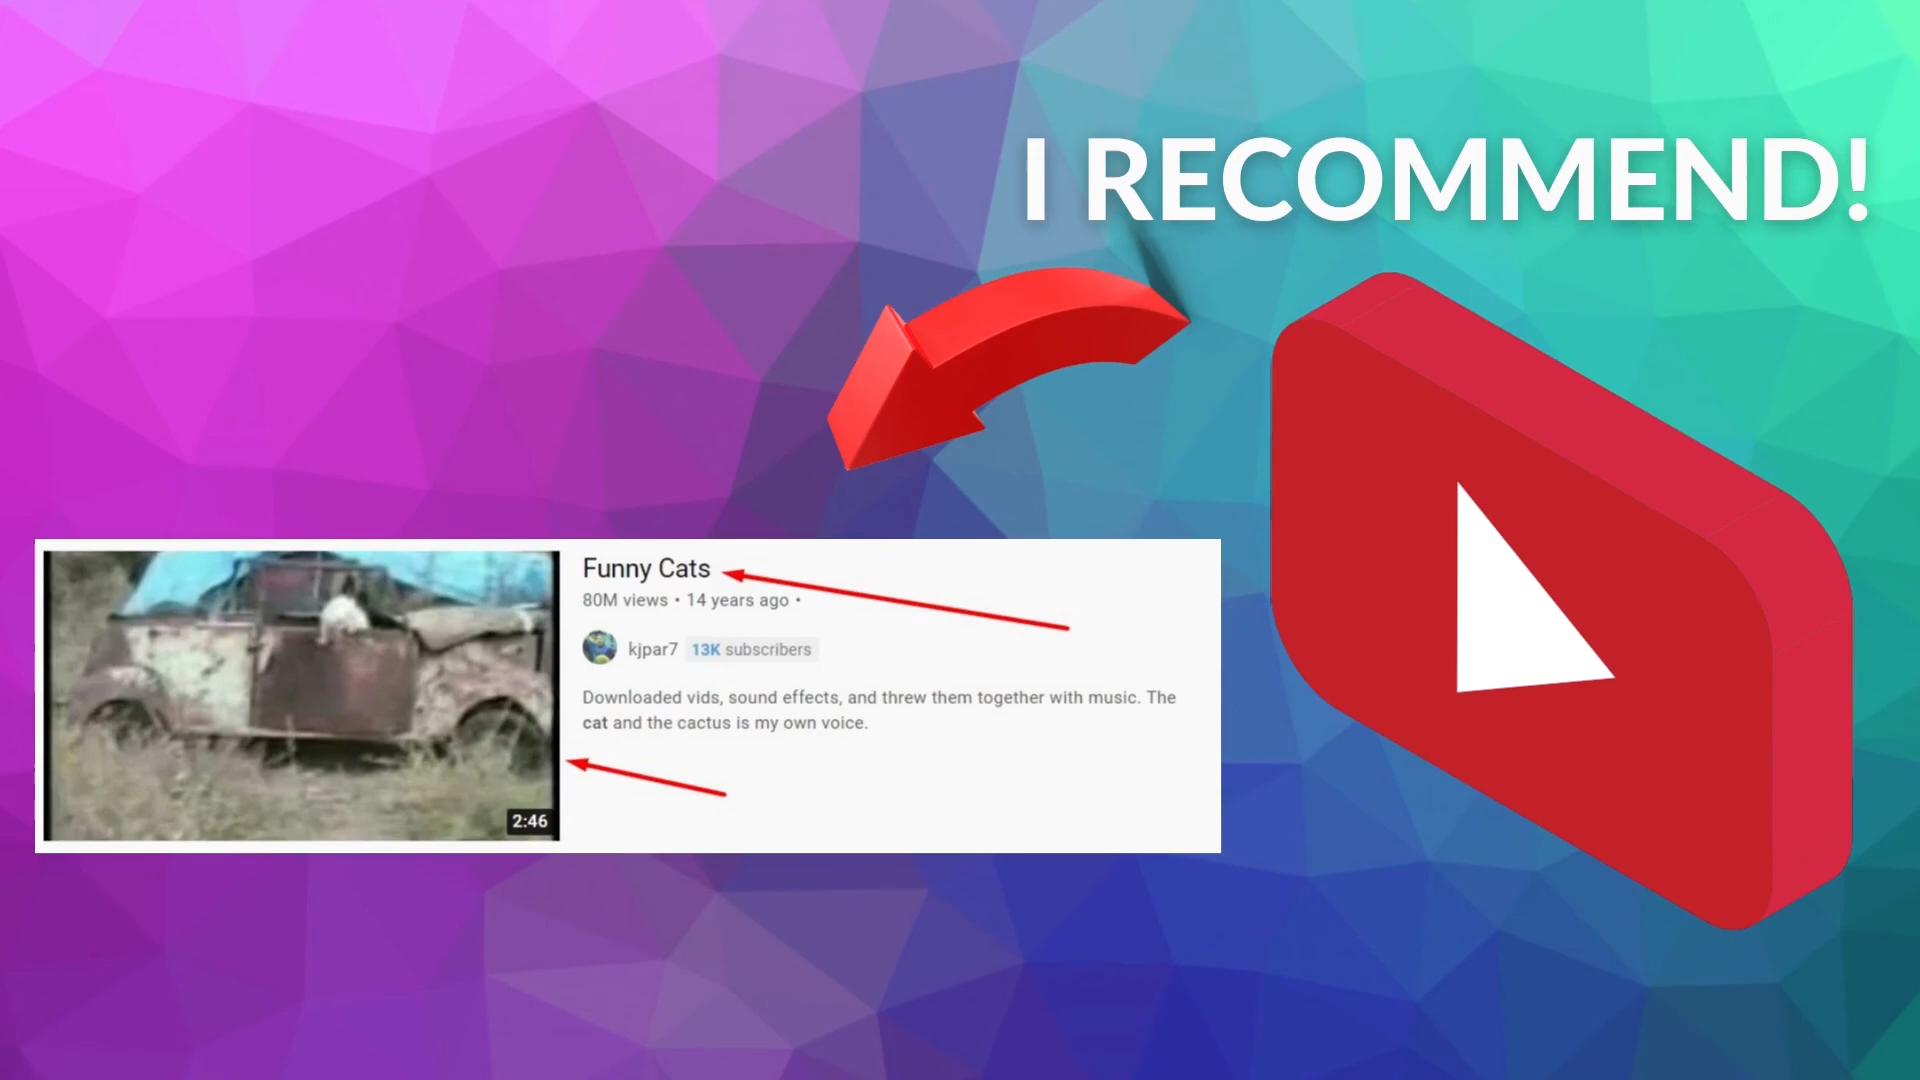 I RECOMMEND!
Funny Cats
80M views • 14 years ago •
kjpar7 13K subscribers
Downloaded vids, sound effects, and threw them together with music. The
cat and the cactus is my own voice.
2:46